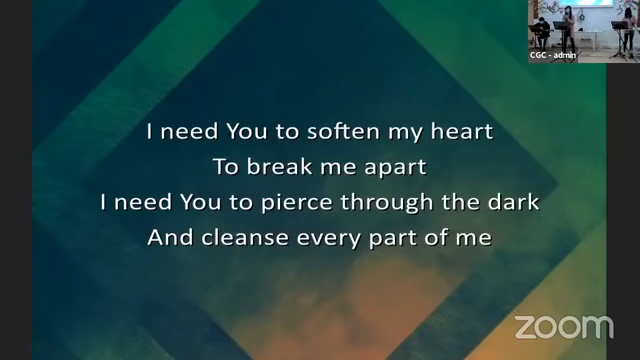 CGC - admin
I need You to soften my heart
To break me apart
I need You to pierce through the dark
And cleanse every part of me
zoom